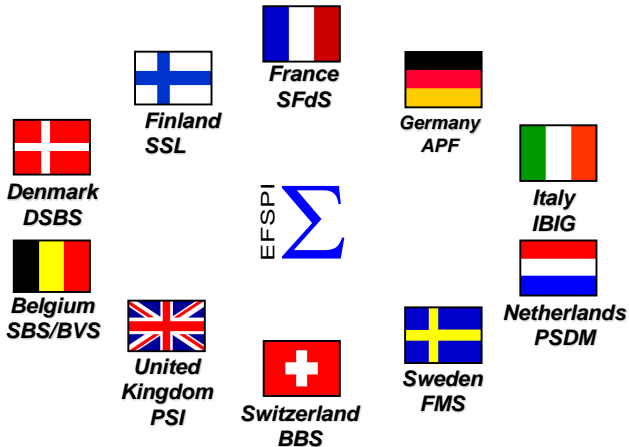 France
SFdS
Finland
SSL
Germany
APF
Denmark
DSBS
Italy
IBIG
EFSPI
Σ
Belgium
SBS/BVS
Netherlands
PSDM
United
Kingdom
PSI
Sweden
FMS
Switzerland
BBS